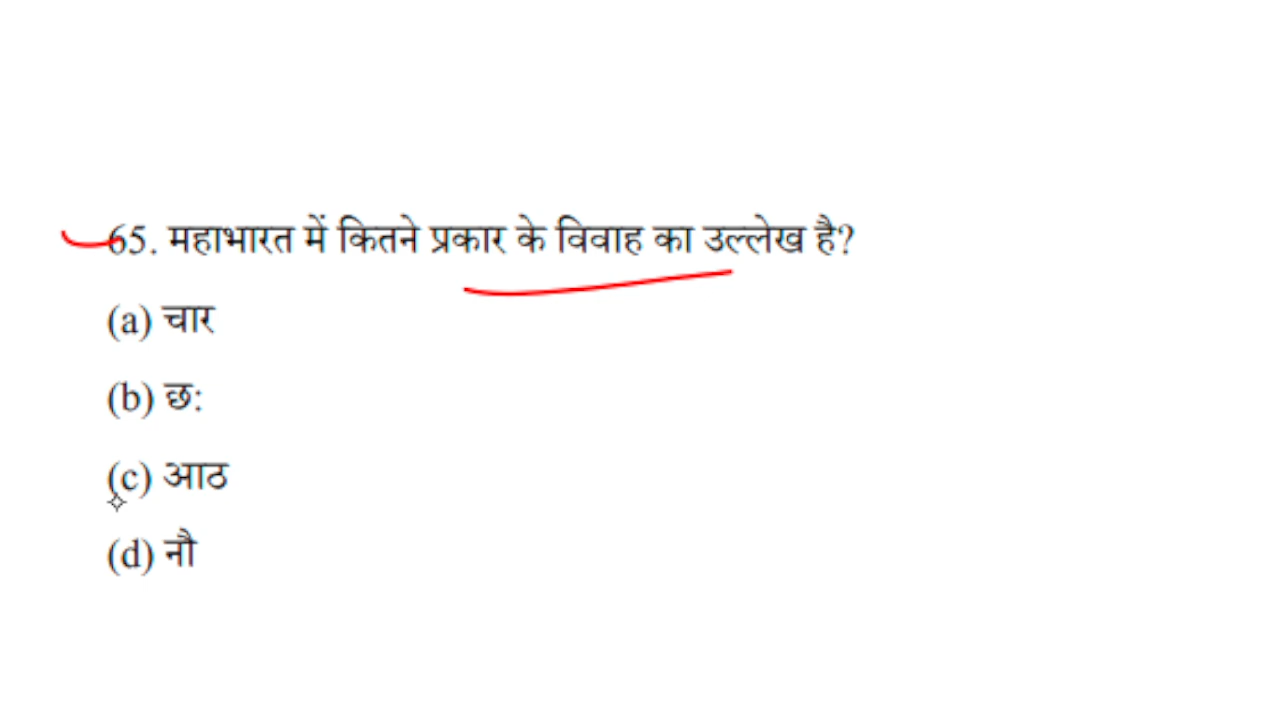 65. महाभारत में कितने प्रकार के विवाह का उल्लेख है?
(a) चार
(b) छ:
(c) आठ
(d) नौ